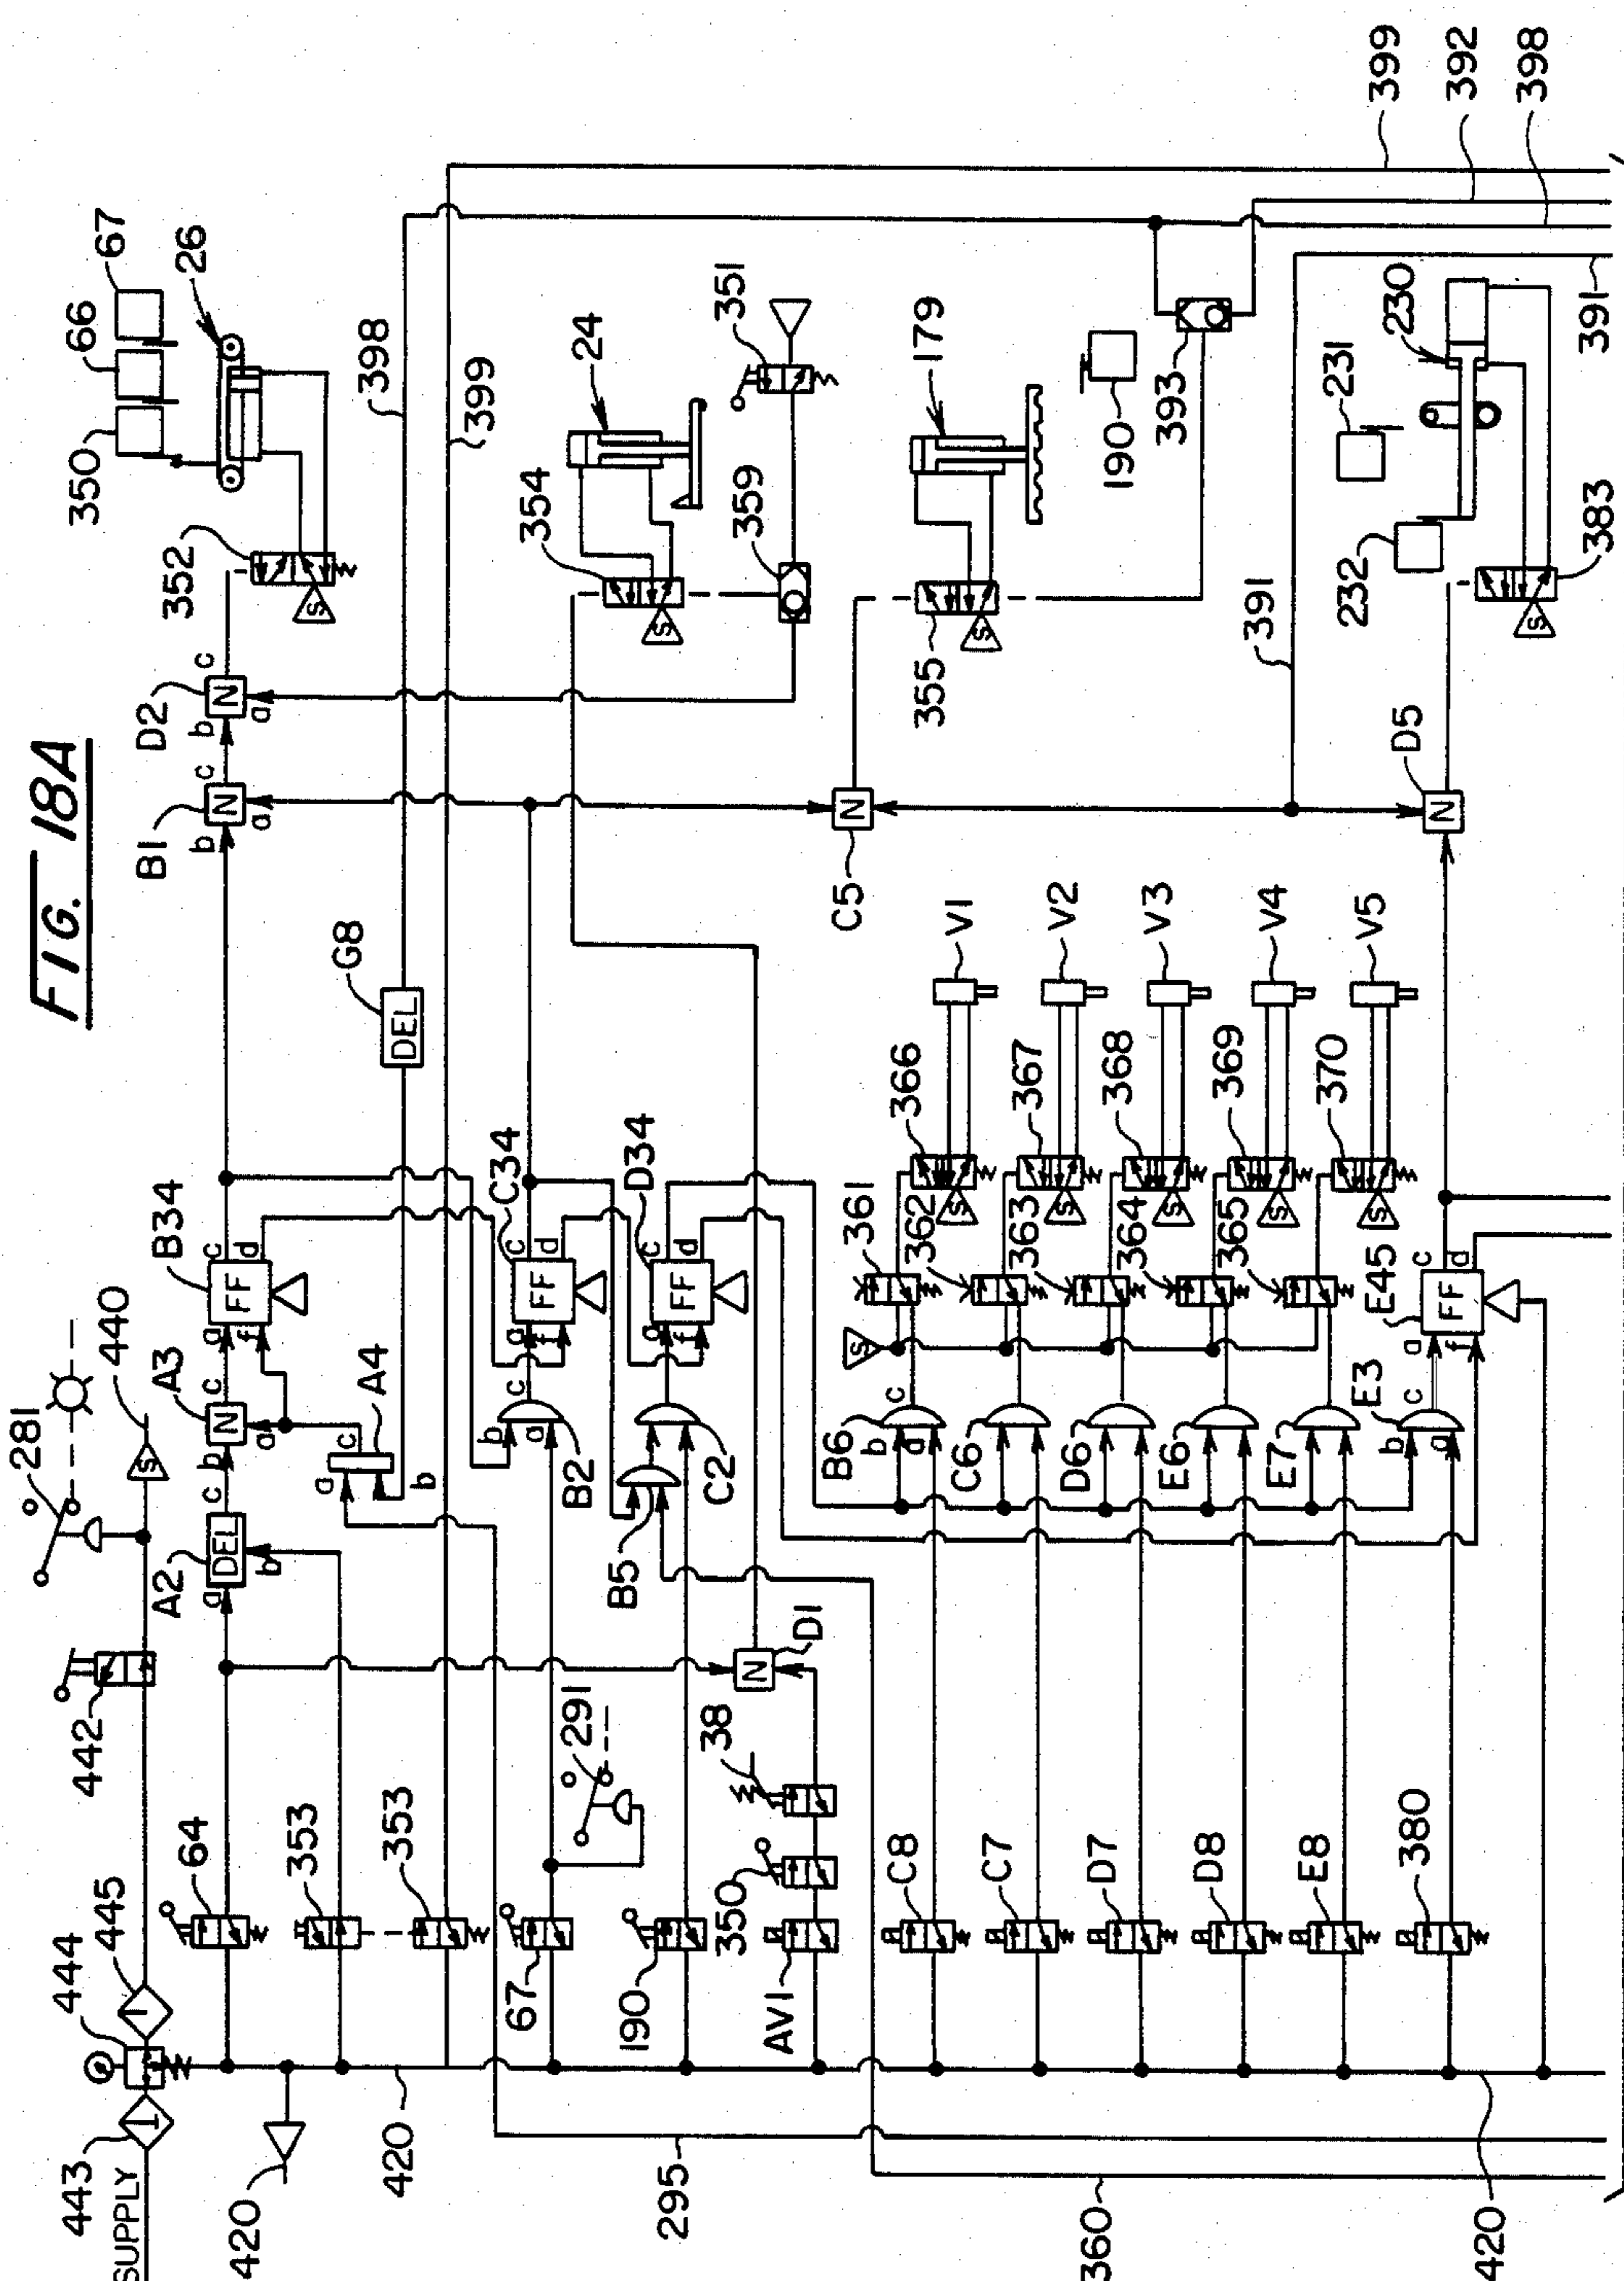 FIG. 18A
SUPPLY
443
444
445
442
281
S
440
350
66
67
26
420
64
a
A2
DEL
b
c
b
A3
N
a
c
a
f
B34
FF
c
d
b
B1
N
a
c
b
D2
N
a
c
352
S
353
353
420
a
b
A4
c
G8
DEL
398
399
67
291
b
a
B2
c
a
f
C34
FF
c
d
354
S
24
295
190
B5
C2
a
f
D34
FF
c
d
359
351
AV1
350
38
N
D1
C8
b
a
B6
c
S
361
366
S
V1
C5
N
355
S
179
C7
C6
362
367
S
V2
D7
D6
363
368
S
V3
190
393
D8
E6
364
369
S
V4
391
E8
E7
365
370
S
V5
360
380
b
a
E3
c
a
f
E45
FF
c
d
D5
N
232
231
230
S
383
420
391
399
392
398